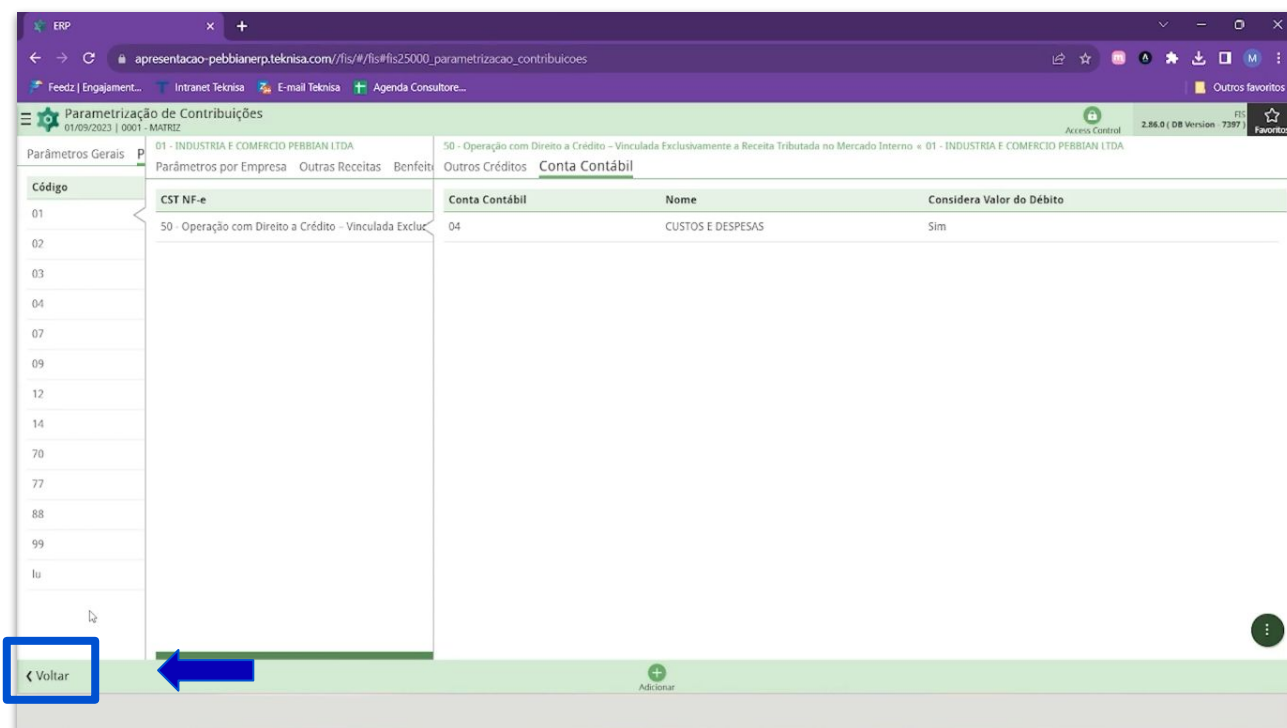 ERP
apresentacao-pebbianerp.teknisa.com//fis/#/fis#fis25000_parametrizacao_contribuicoes
M
Feedz | Engajament... Intranet Teknisa E-mail Teknisa Agenda Consultore... Outros favoritos
Parametrização de Contribuições
01/09/2023 | 0001 - MATRIZ
Access Control
FIS
2.86.0 ( DB Version - 7397 )
Favoritos
Parâmetros Gerais P
Código
01
02
03
04
07
09
12
14
70
77
88
99
lu
01 - INDUSTRIA E COMERCIO PEBBIAN LTDA
Parâmetros por Empresa Outras Receitas Benfeit
CST NF-e
50 - Operação com Direito a Crédito – Vinculada Exclus
50 - Operação com Direito a Crédito – Vinculada Exclusivamente a Receita Tributada no Mercado Interno « 01 - INDUSTRIA E COMERCIO PEBBIAN LTDA
Outros Créditos Conta Contábil
Conta Contábil Nome Considera Valor do Débito
04 CUSTOS E DESPESAS Sim
Voltar
Adicionar